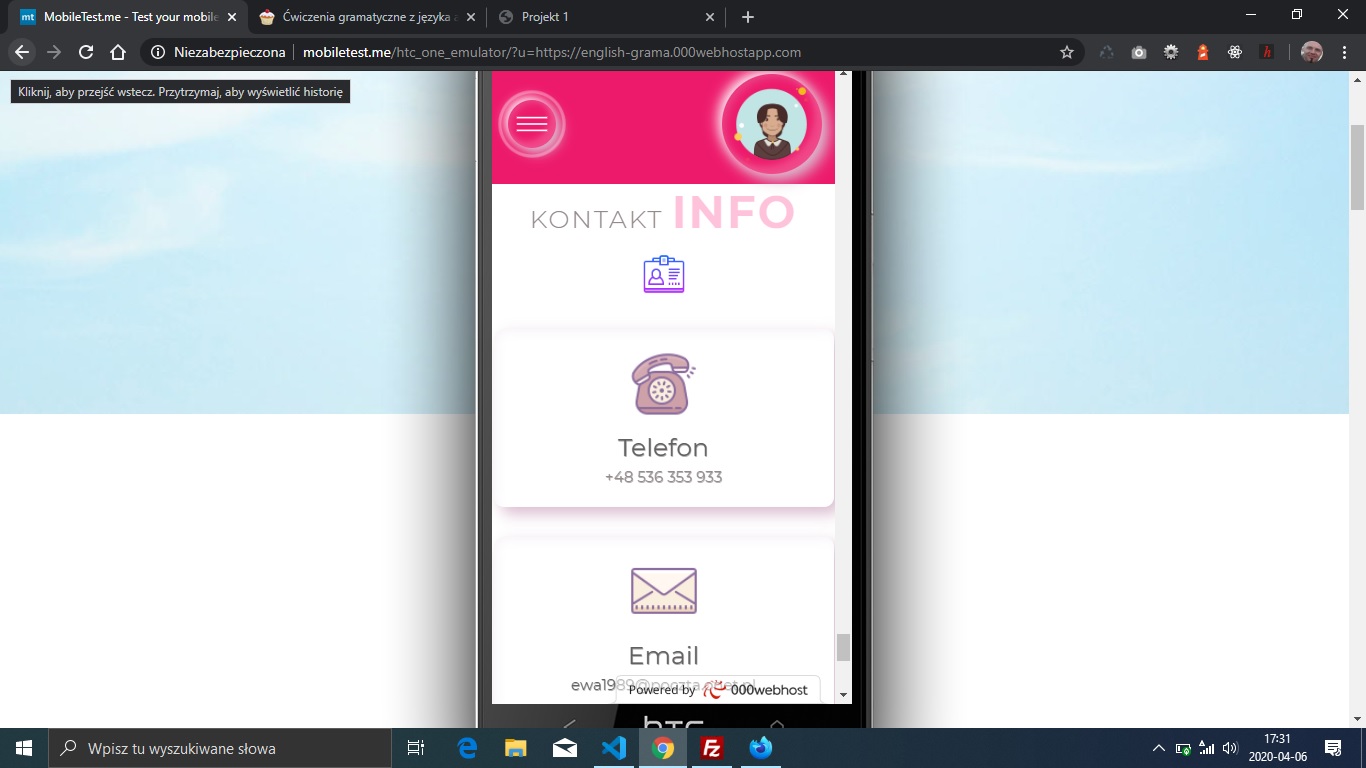 mt MobileTest.me - Test your mobile
Ćwiczenia gramatyczne z języka a
Projekt 1
Niezabezpieczona
mobiletest.me/htc_one_emulator/?u=https://english-grama.000webhostapp.com
Kliknij, aby przejść wstecz. Przytrzymaj, aby wyświetlić historię
KONTAKT INFO
Telefon
+48 536 353 933
Email
Powered by 000webhost
hTC
Wpisz tu wyszukiwane słowa
17:31
2020-04-06